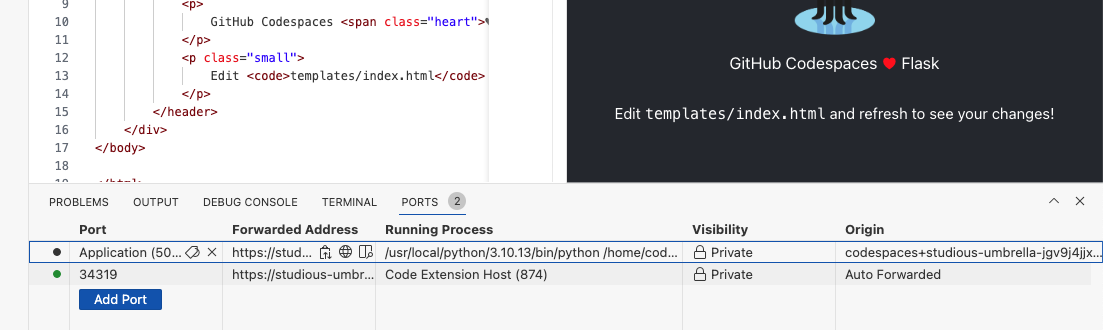 9 <p>
10 GitHub Codespaces <span class="heart">♥
11 </p>
12 <p class="small">
13 Edit <code>templates/index.html</code>
14 </p>
15 </header>
16 </div>
17 </body>
18
GitHub Codespaces ♥ Flask
Edit templates/index.html and refresh to see your changes!
PROBLEMS OUTPUT DEBUG CONSOLE TERMINAL PORTS 2
Port Forwarded Address Running Process Visibility Origin
Application (50... https://stud... /usr/local/python/3.10.13/bin/python /home/cod... Private codespaces+studious-umbrella-jgv9j4jjx...
34319 https://studious-umbr... Code Extension Host (874) Private Auto Forwarded
Add Port